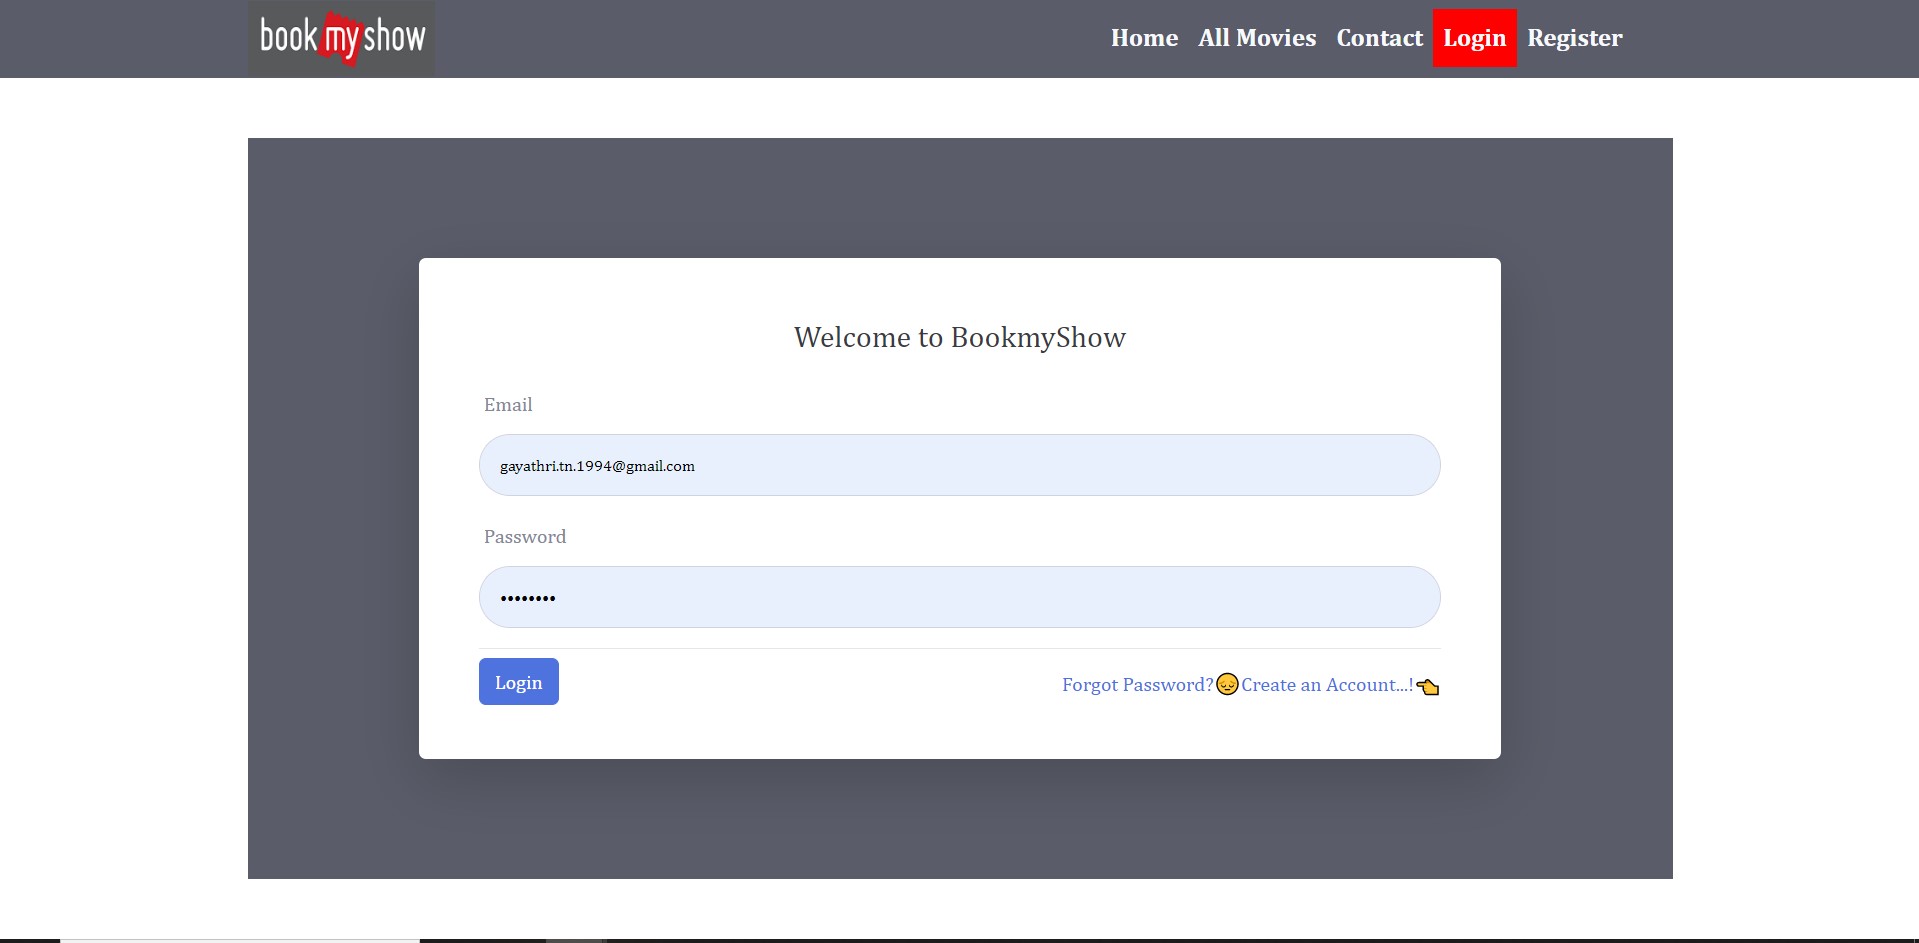 book my show
Home All Movies Contact Login Register
Welcome to BookmyShow
Email
gayathri.tn.1994@gmail.com
Password
••••••••
Login
Forgot Password?😔Create an Account...!👈